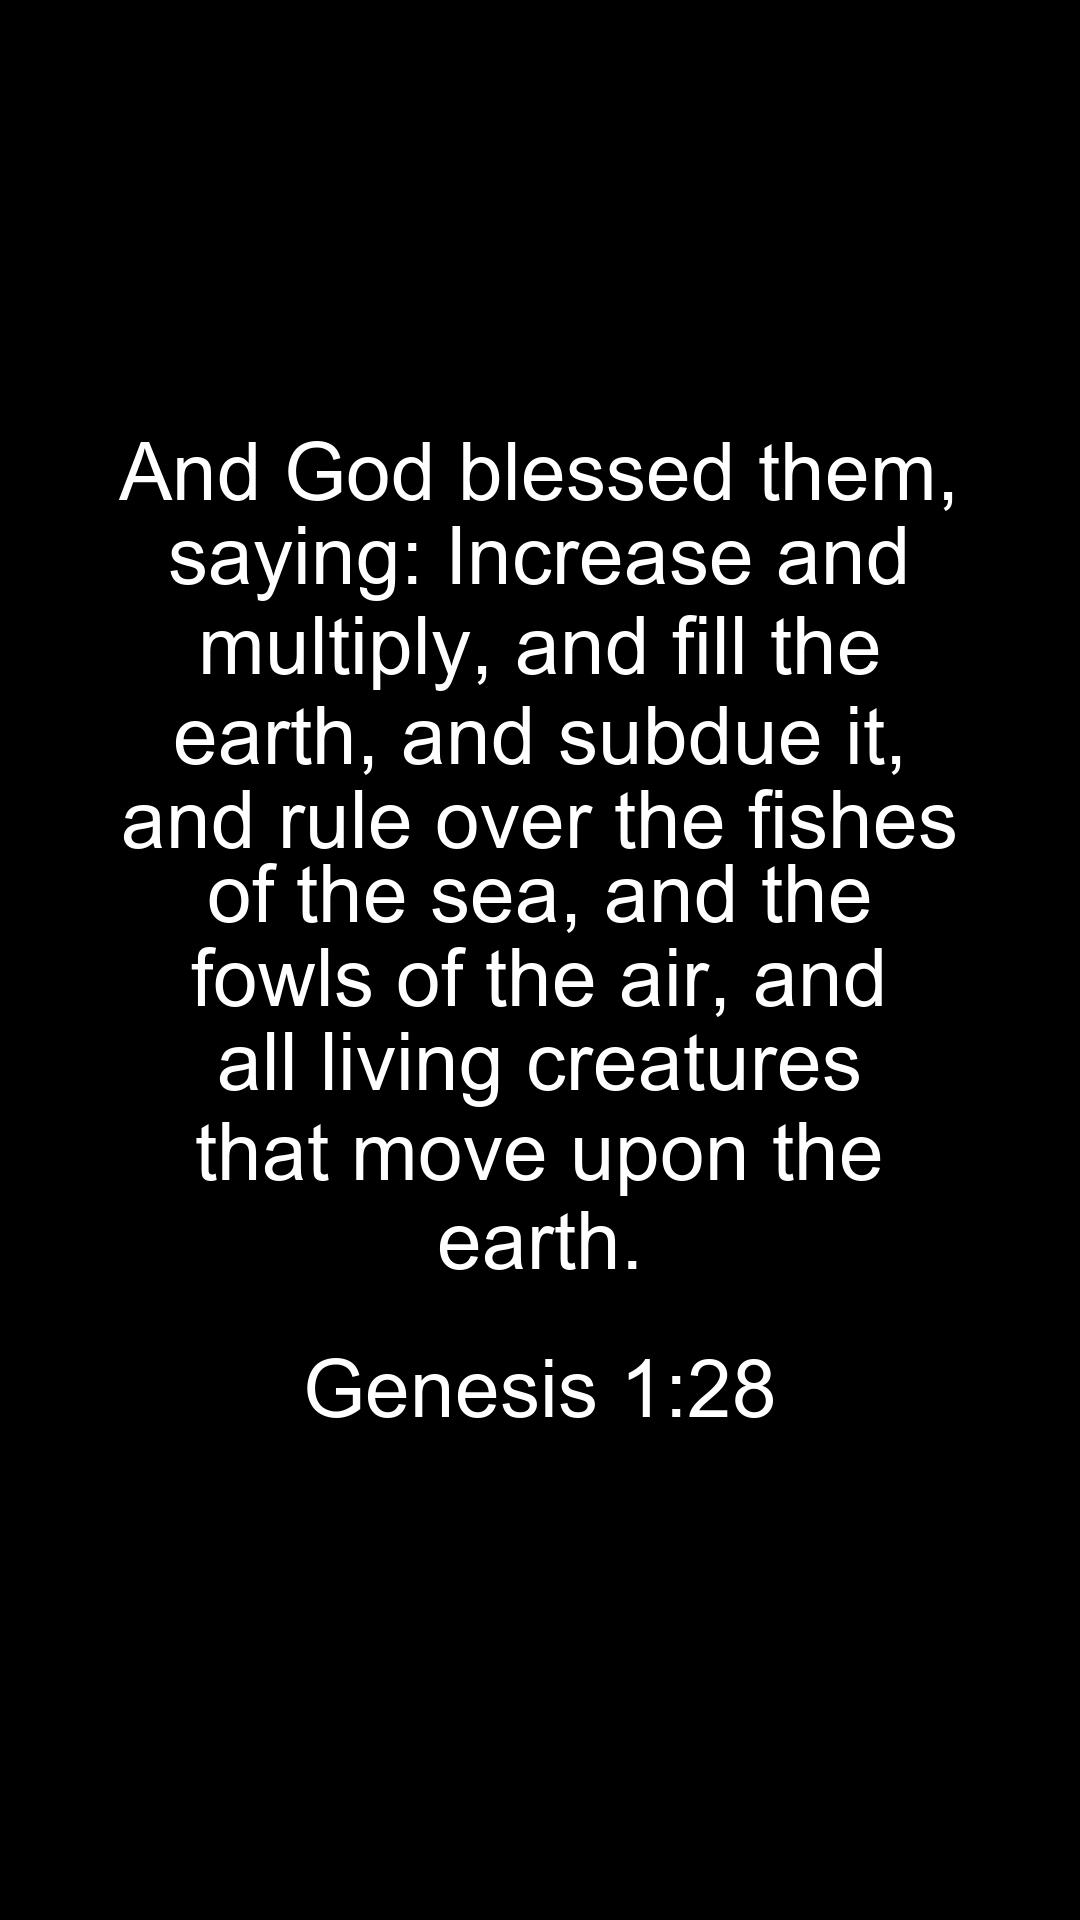 And God blessed them,
saying: Increase and
multiply, and fill the
earth, and subdue it,
and rule over the fishes
of the sea, and the
fowls of the air, and
all living creatures
that move upon the
earth.
Genesis 1:28